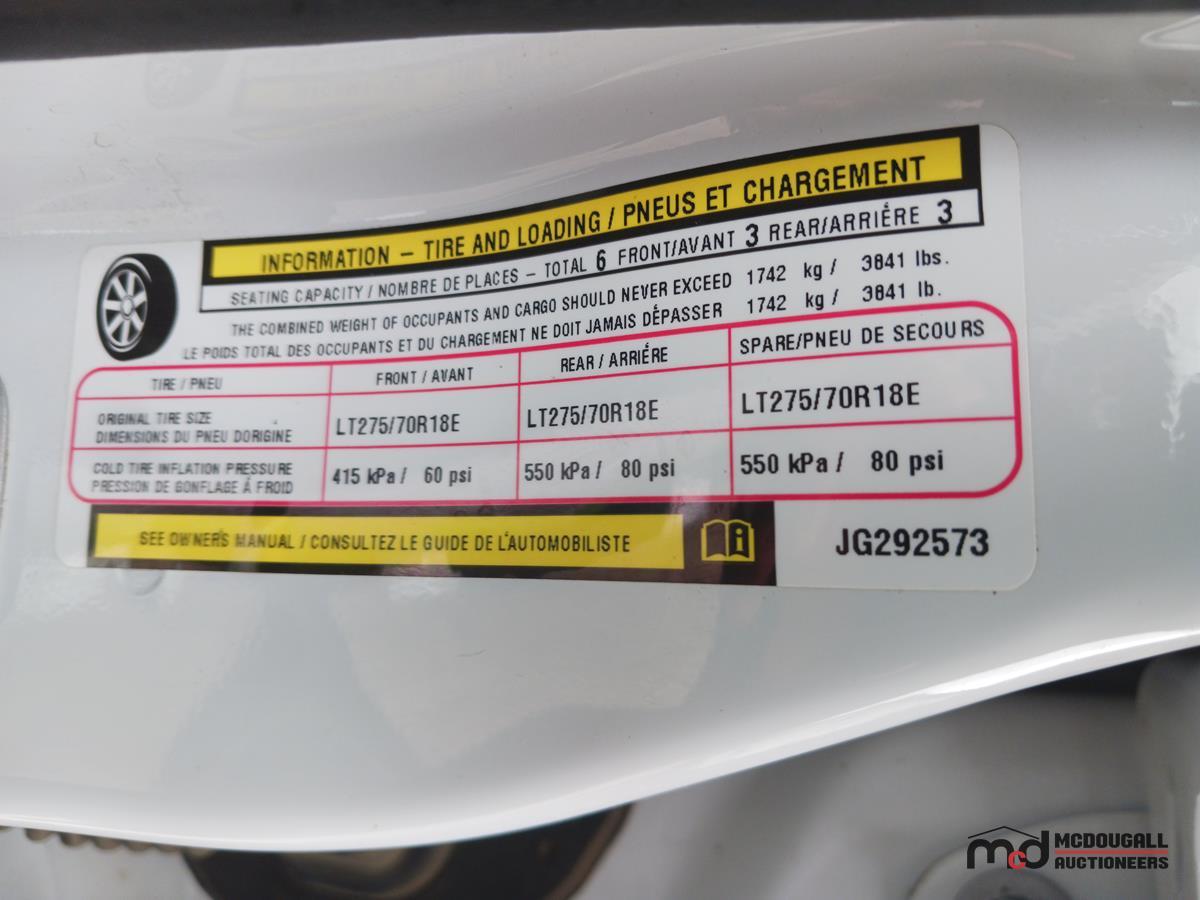 INFORMATION – TIRE AND LOADING / PNEUS ET CHARGEMENT
SEATING CAPACITY / NOMBRE DE PLACES – TOTAL 6 FRONT/AVANT 3 REAR/ARRIÉRE 3
THE COMBINED WEIGHT OF OCCUPANTS AND CARGO SHOULD NEVER EXCEED 1742 kg / 3841 lbs.
LE POIDS TOTAL DES OCCUPANTS ET DU CHARGEMENT NE DOIT JAMAIS DÉPASSER 1742 kg / 3841 lb.
TIRE / PNEU FRONT / AVANT REAR / ARRIÉRE SPARE/PNEU DE SECOURS
ORIGINAL TIRE SIZE
DIMENSIONS DU PNEU DORIGINE
LT275/70R18E LT275/70R18E LT275/70R18E
COLD TIRE INFLATION PRESSURE
PRESSION DE GONFLAGE À FROID
415 kPa / 60 psi 550 kPa / 80 psi 550 kPa / 80 psi
SEE OWNER'S MANUAL / CONSULTEZ LE GUIDE DE L'AUTOMOBILISTE
JG292573
mcd MCDOUGALL
AUCTIONEERS